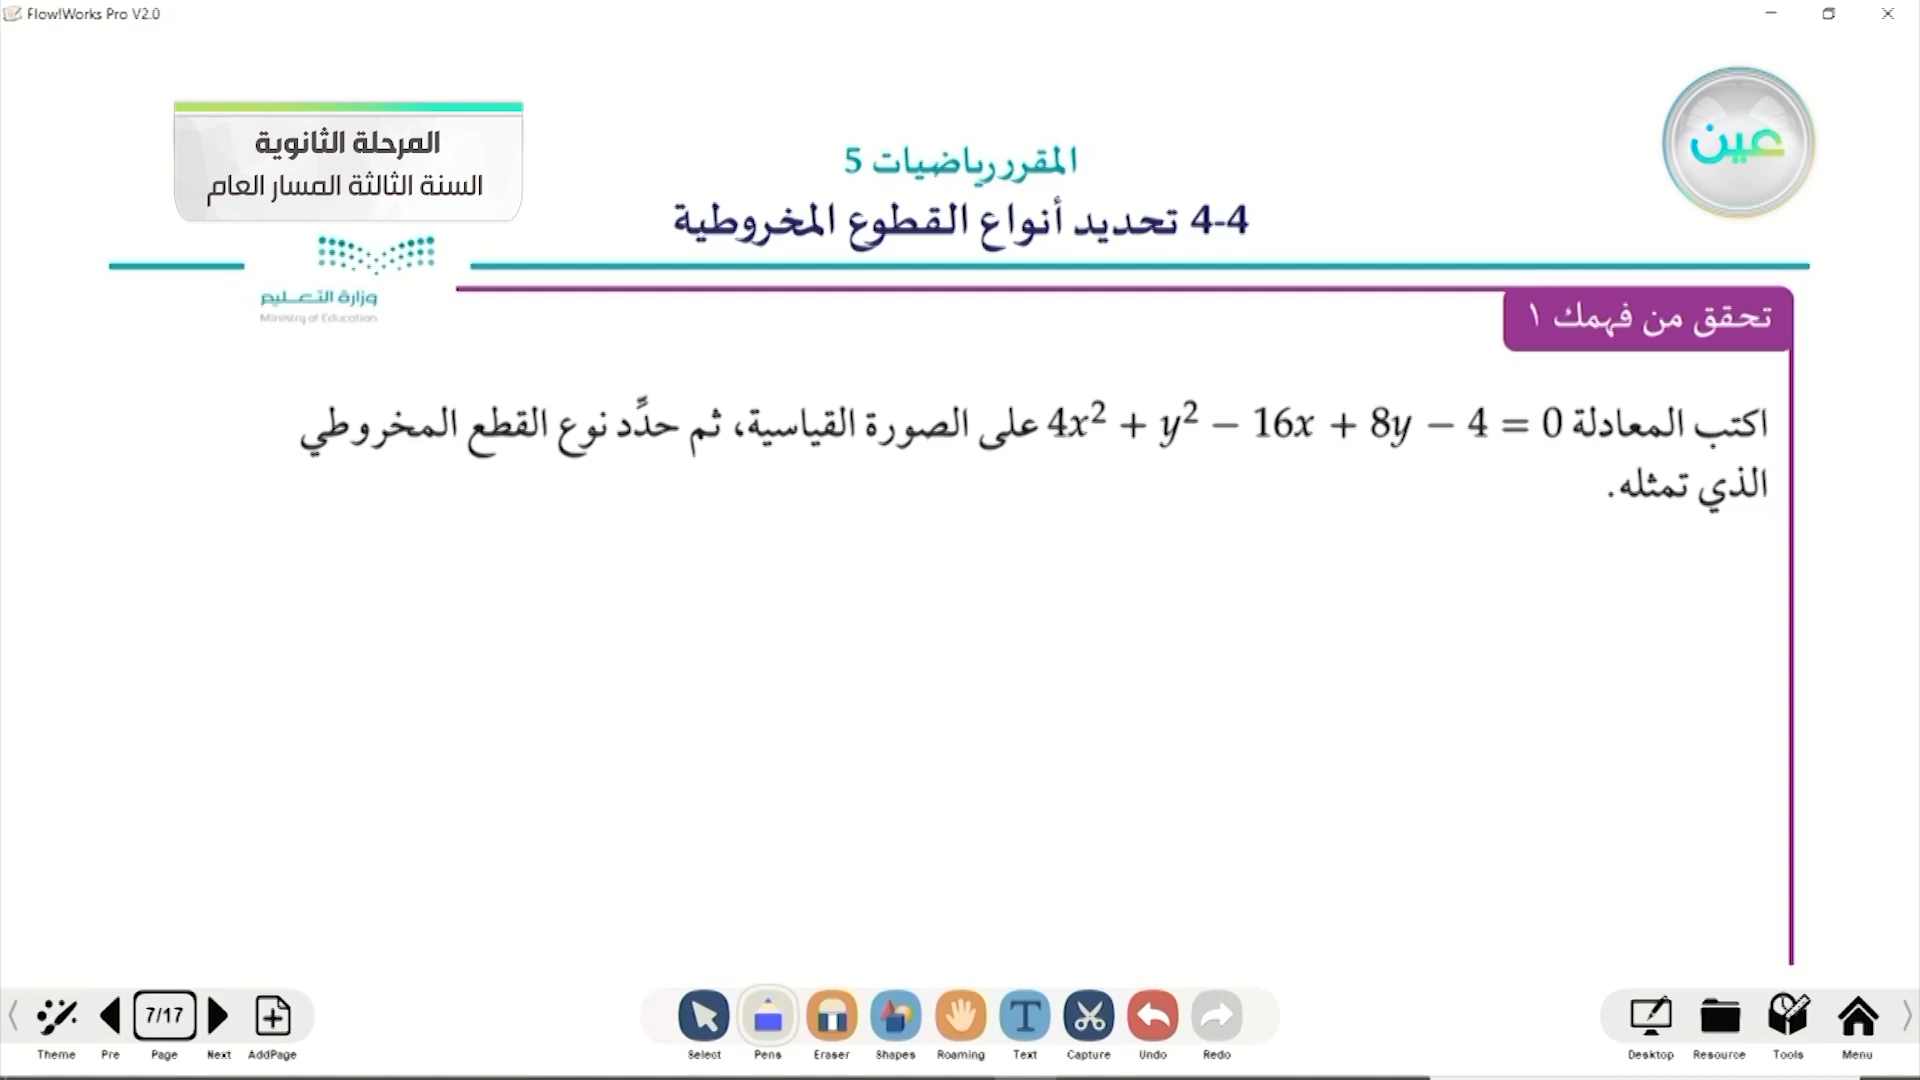 Flow!Works Pro V2.0
عين
المرحلة الثانوية
السنة الثالثة المسار العام
المقرر رياضيات 5
4-4 تحديد أنواع القطوع المخروطية
وزارة التعليم
Ministry of Education
تحقق من فهمك ١
اكتب المعادلة 4x² + y² − 16x + 8y − 4 = 0 على الصورة القياسية، ثم حدِّد نوع القطع المخروطي
الذي تمثله.
7/17
Theme Pre Page Next AddPage
Select Pens Eraser Shapes Roaming Text Capture Undo Redo
Desktop Resource Tools Menu